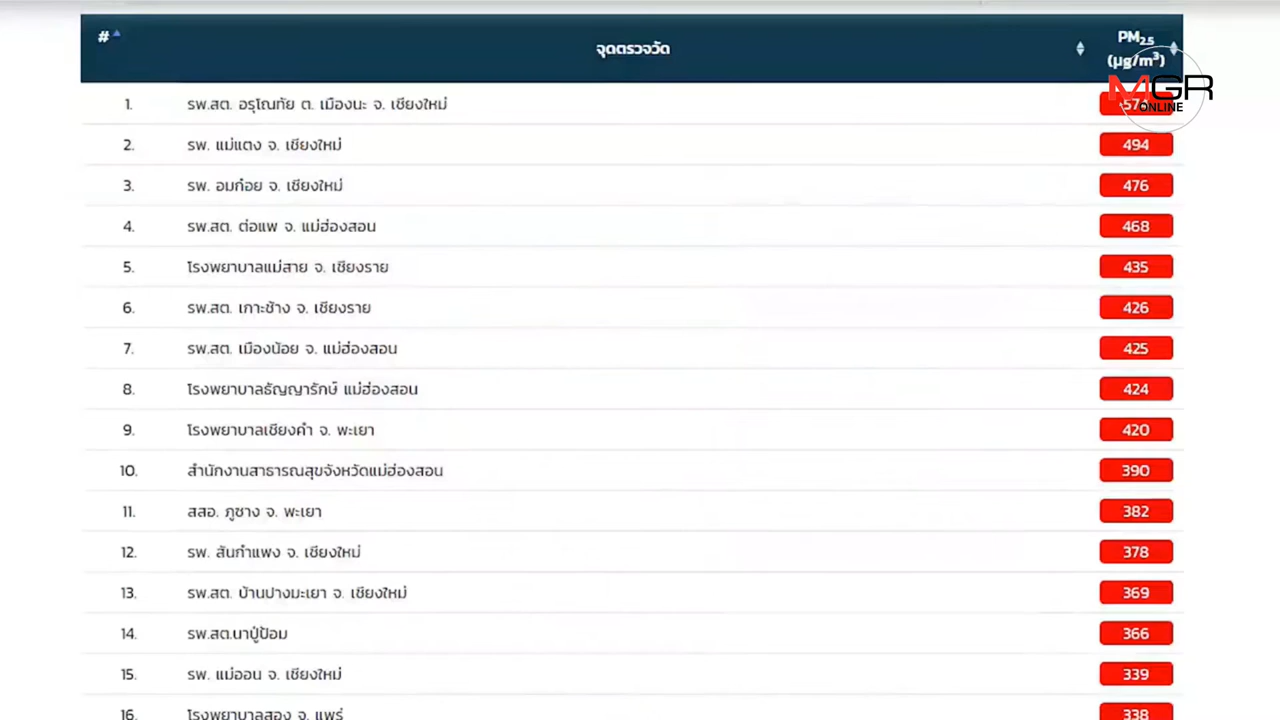 #
จุดตรวจวัด
PM2.5
(µg/m³)
MGR
ONLINE
1. รพ.สต. อรุโณทัย ต. เมืองนะ จ. เชียงใหม่
2. รพ. แม่แตง จ. เชียงใหม่ 494
3. รพ. อมก๋อย จ. เชียงใหม่ 476
4. รพ.สต. ต่อแพ จ. แม่ฮ่องสอน 468
5. โรงพยาบาลแม่สาย จ. เชียงราย 435
6. รพ.สต. เกาะช้าง จ. เชียงราย 426
7. รพ.สต. เมืองน้อย จ. แม่ฮ่องสอน 425
8. โรงพยาบาลธัญญารักษ์ แม่ฮ่องสอน 424
9. โรงพยาบาลเชียงคำ จ. พะเยา 420
10. สำนักงานสาธารณสุขจังหวัดแม่ฮ่องสอน 390
11. สสอ. ภูซาง จ. พะเยา 382
12. รพ. สันกำแพง จ. เชียงใหม่ 378
13. รพ.สต. บ้านปางมะเยา จ. เชียงใหม่ 369
14. รพ.สต.นาปู่ป้อม 366
15. รพ. แม่ออน จ. เชียงใหม่ 339
16. โรงพยาบาลสอง จ. แพร่ 338